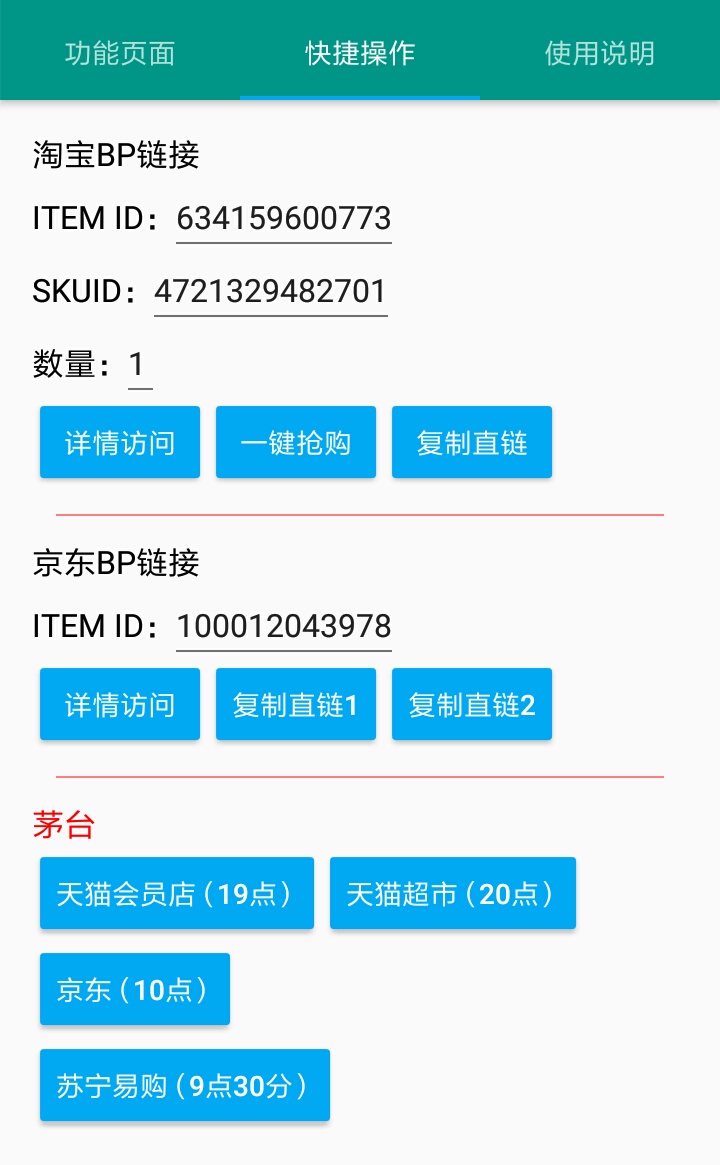 功能页面 快捷操作 使用说明
淘宝BP链接
ITEM ID：634159600773
SKUID：4721329482701
数量：1
详情访问 一键抢购 复制直链
京东BP链接
ITEM ID：100012043978
详情访问 复制直链1 复制直链2
茅台
天猫会员店（19点） 天猫超市（20点）
京东（10点）
苏宁易购（9点30分）